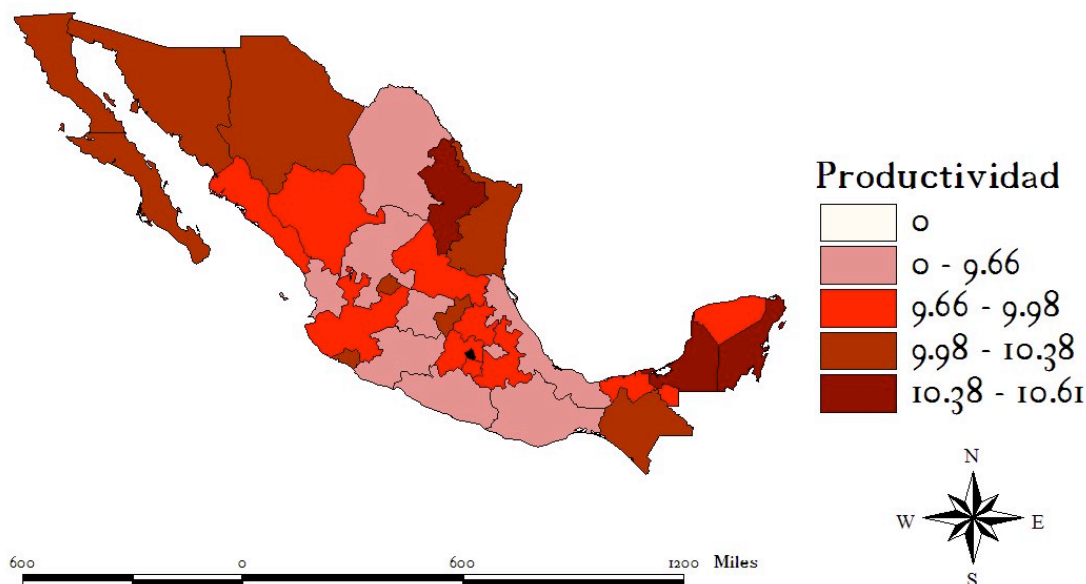 Productividad
0
0 - 9.66
9.66 - 9.98
9.98 - 10.38
10.38 - 10.61
N
W E
S
600 0 600 1200 Miles